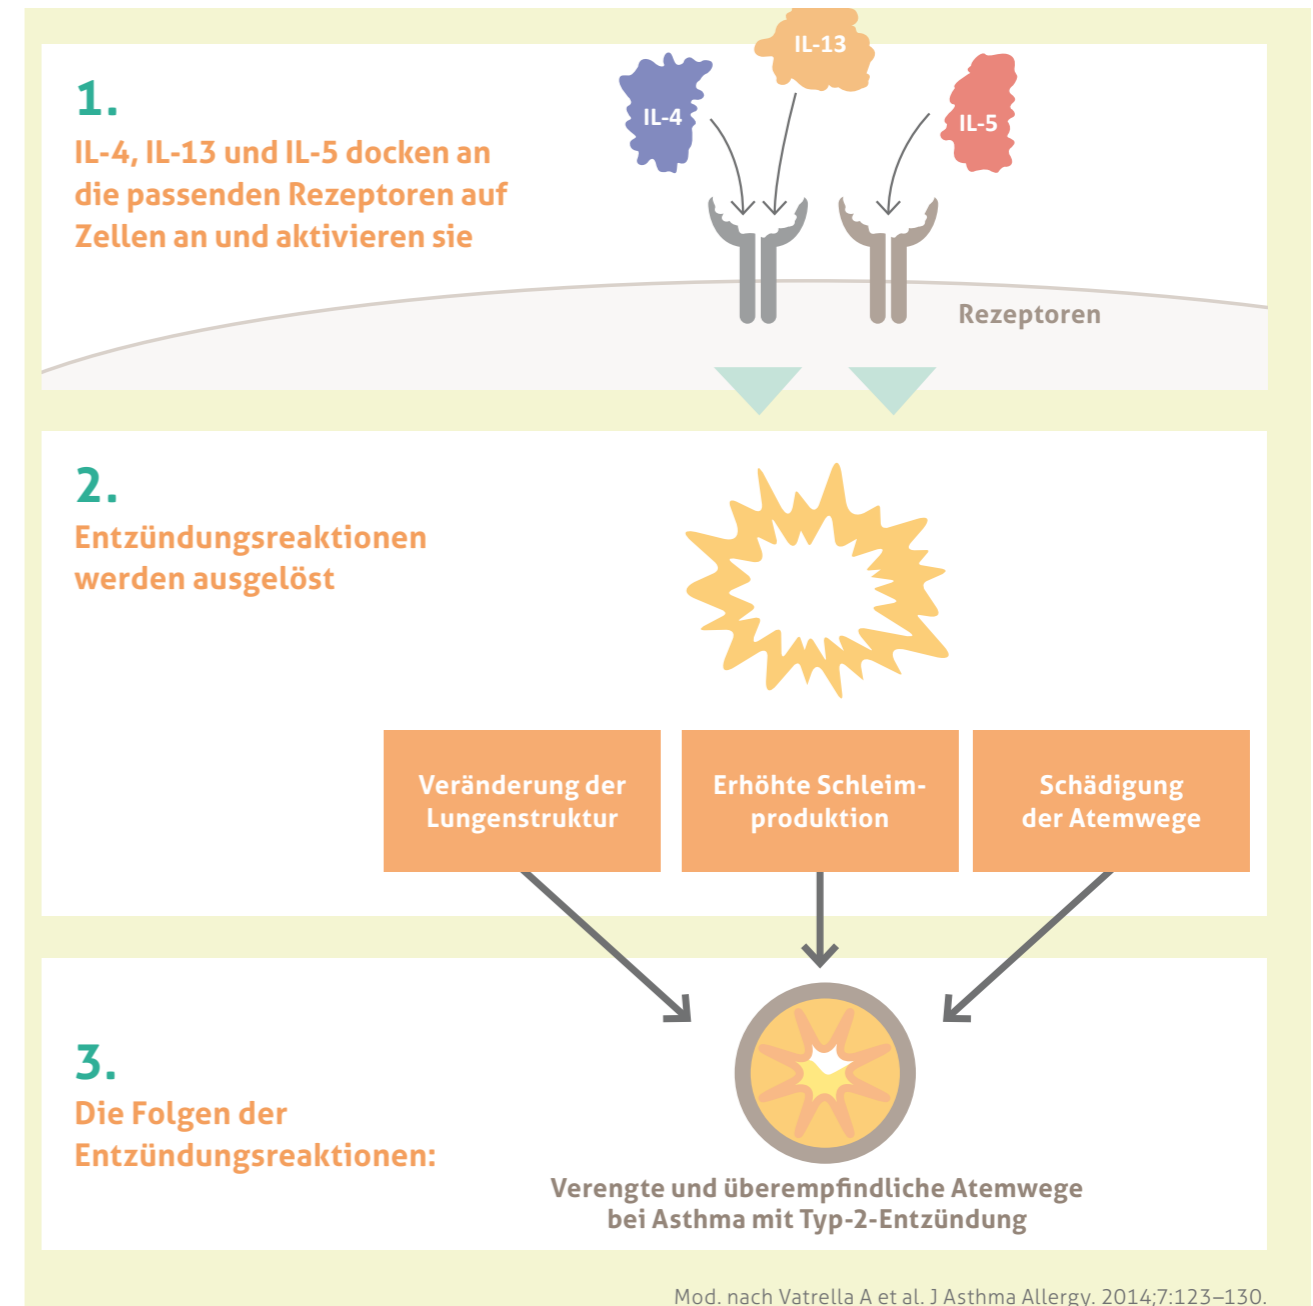 1.
IL-4, IL-13 und IL-5 docken an
die passenden Rezeptoren auf
Zellen an und aktivieren sie
IL-4
IL-13
IL-5
Rezeptoren
2.
Entzündungsreaktionen
werden ausgelöst
Veränderung der
Lungenstruktur
Erhöhte Schleim-
produktion
Schädigung
der Atemwege
3.
Die Folgen der
Entzündungsreaktionen:
Verengte und überempfindliche Atemwege
bei Asthma mit Typ-2-Entzündung
Mod. nach Vatrella A et al. J Asthma Allergy. 2014;7:123–130.